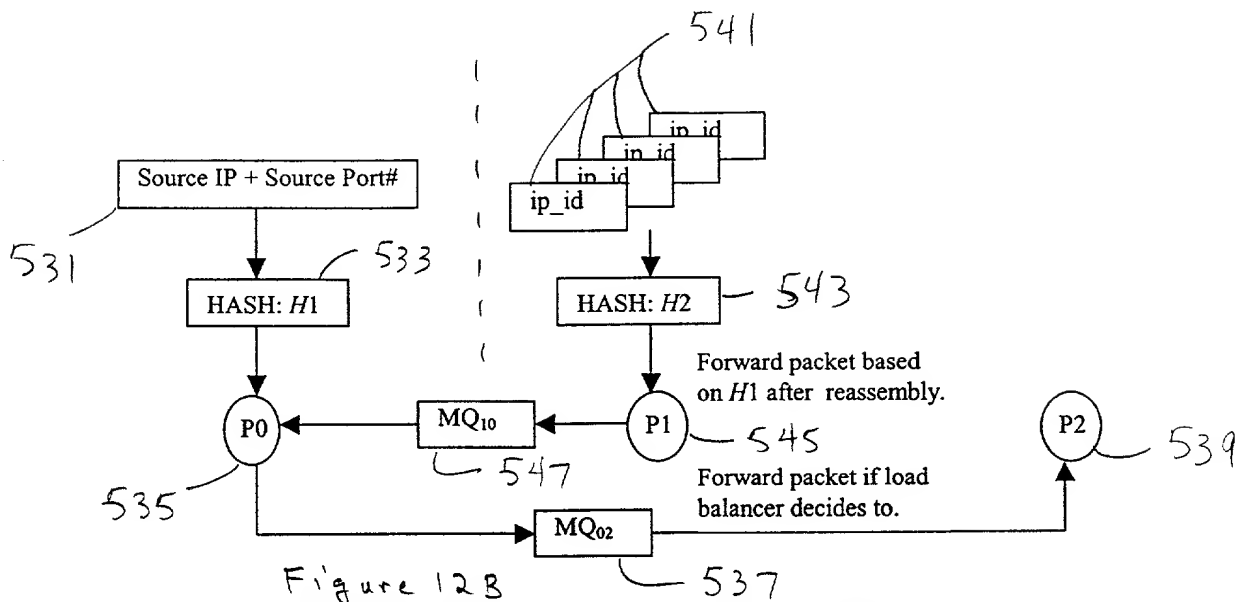 541
ip_id
ip_id
ip_id
ip_id
Source IP + Source Port#
531
533
HASH: H1
HASH: H2
543
Forward packet based
on H1 after reassembly.
P0
MQ10
P1
P2
545
547
539
535
Forward packet if load
balancer decides to.
MQ02
537
Figure 12B